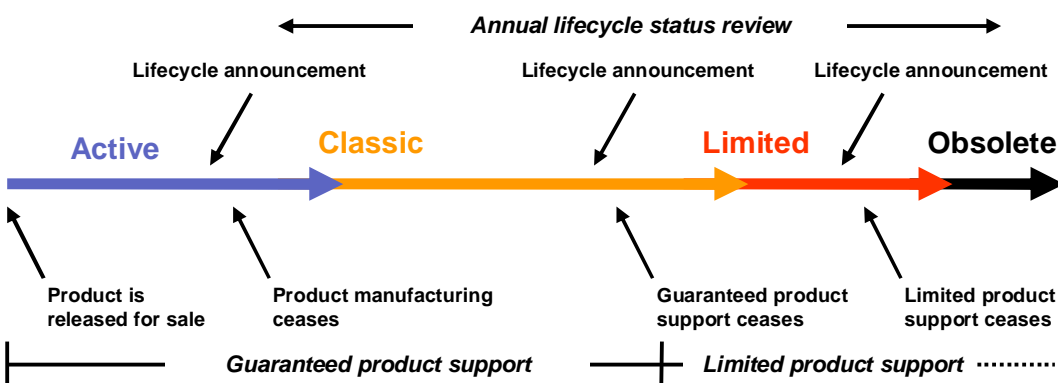 Annual lifecycle status review
Lifecycle announcement
Lifecycle announcement
Lifecycle announcement
Active
Classic
Limited
Obsolete
Product is
released for sale
Product manufacturing
ceases
Guaranteed product
support ceases
Limited product
support ceases
Guaranteed product support
Limited product support